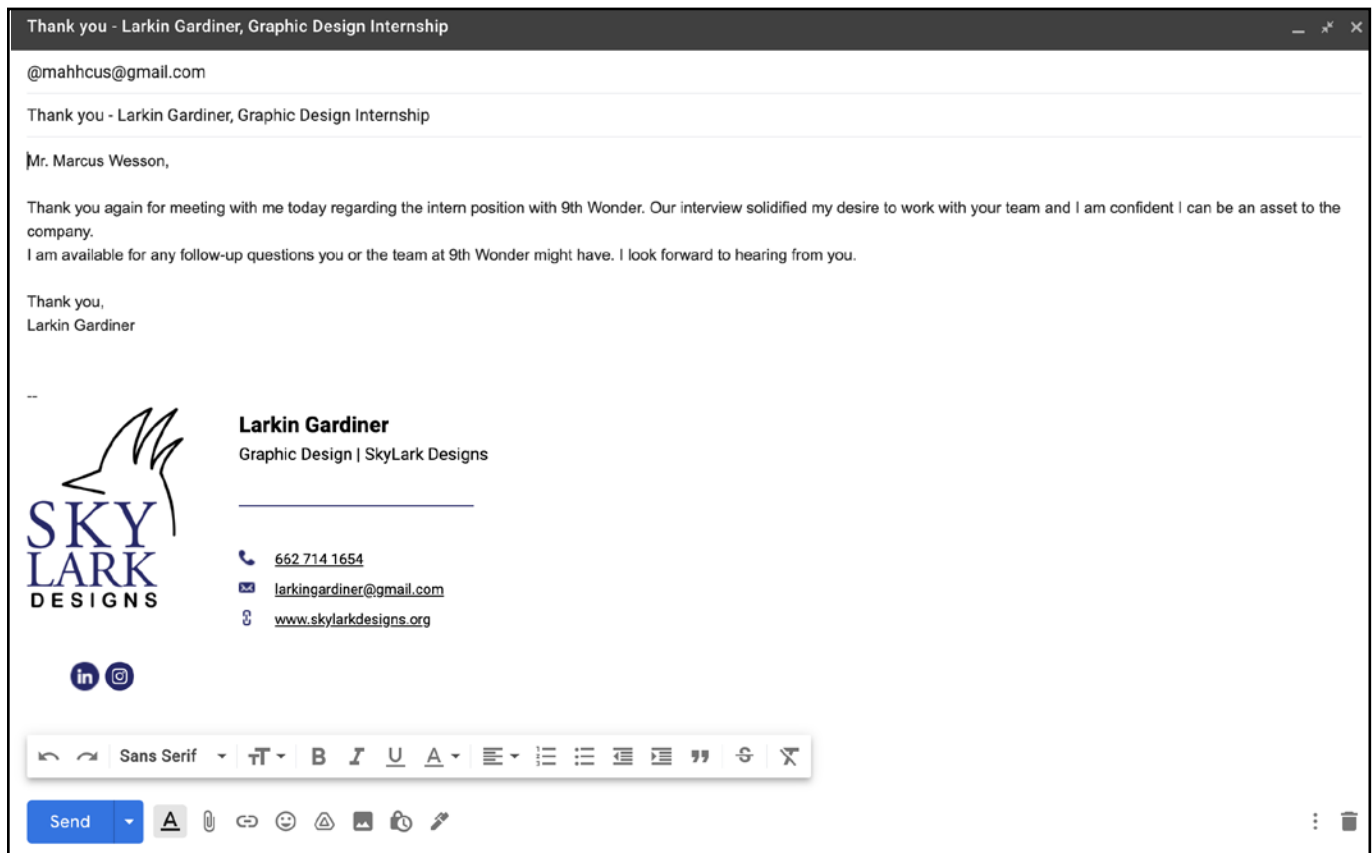 Thank you - Larkin Gardiner, Graphic Design Internship
@mahhcus@gmail.com
Thank you - Larkin Gardiner, Graphic Design Internship
Mr. Marcus Wesson,
Thank you again for meeting with me today regarding the intern position with 9th Wonder. Our interview solidified my desire to work with your team and I am confident I can be an asset to the
company.
I am available for any follow-up questions you or the team at 9th Wonder might have. I look forward to hearing from you.
Thank you,
Larkin Gardiner
--
SKY
LARK
DESIGNS
in
Larkin Gardiner
Graphic Design | SkyLark Designs
662 714 1654
larkingardiner@gmail.com
www.skylarkdesigns.org
Sans Serif
Send